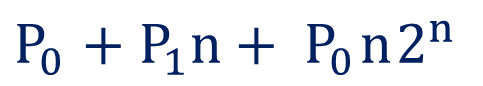 P₀ + P₁n + P₀n2ⁿ